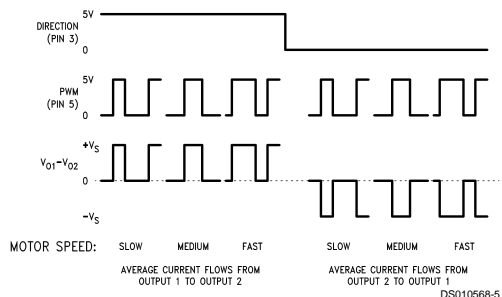 5V
DIRECTION
(PIN 3)
0
5V
PWM
(PIN 5)
0
+VS
VO1–VO2
0
–VS
MOTOR SPEED: SLOW MEDIUM FAST SLOW MEDIUM FAST
AVERAGE CURRENT FLOWS FROM
OUTPUT 1 TO OUTPUT 2
AVERAGE CURRENT FLOWS FROM
OUTPUT 2 TO OUTPUT 1
DS010568-5